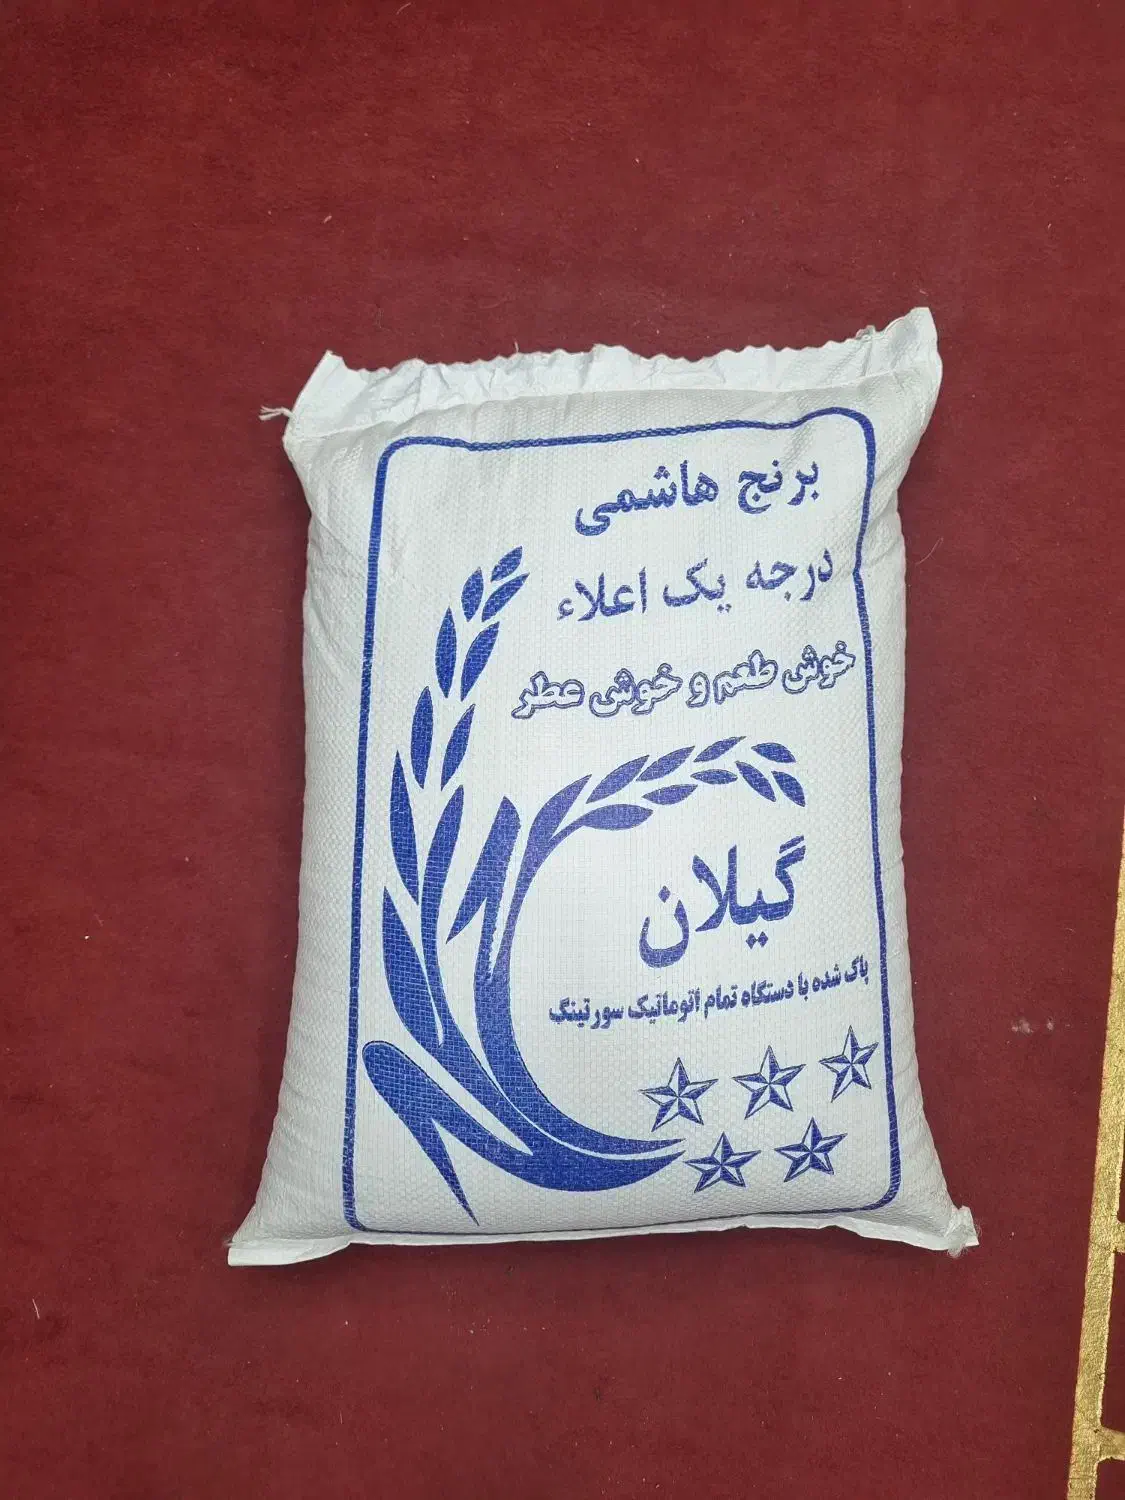 برنج هاشمی
درجه یک اعلاء
خوش طعم و خوش عطر
گیلان
پاک شده با دستگاه تمام اتوماتیک سورتینگ